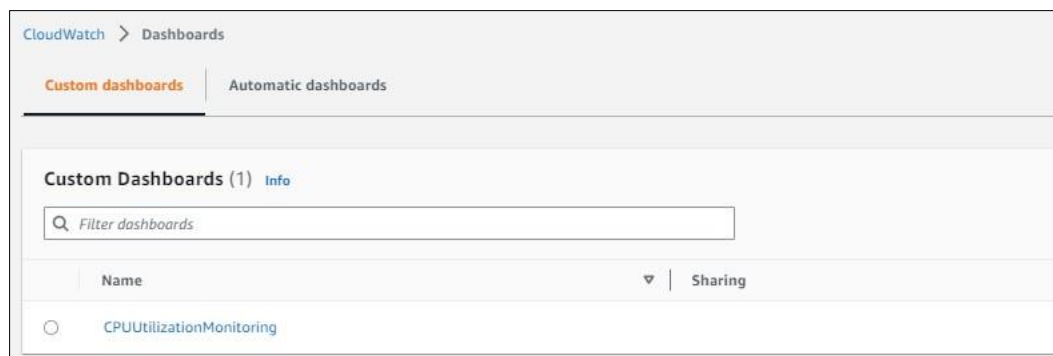 CloudWatch > Dashboards
Custom dashboards Automatic dashboards
Custom Dashboards (1) Info
Filter dashboards
Name Sharing
CPUUtilizationMonitoring